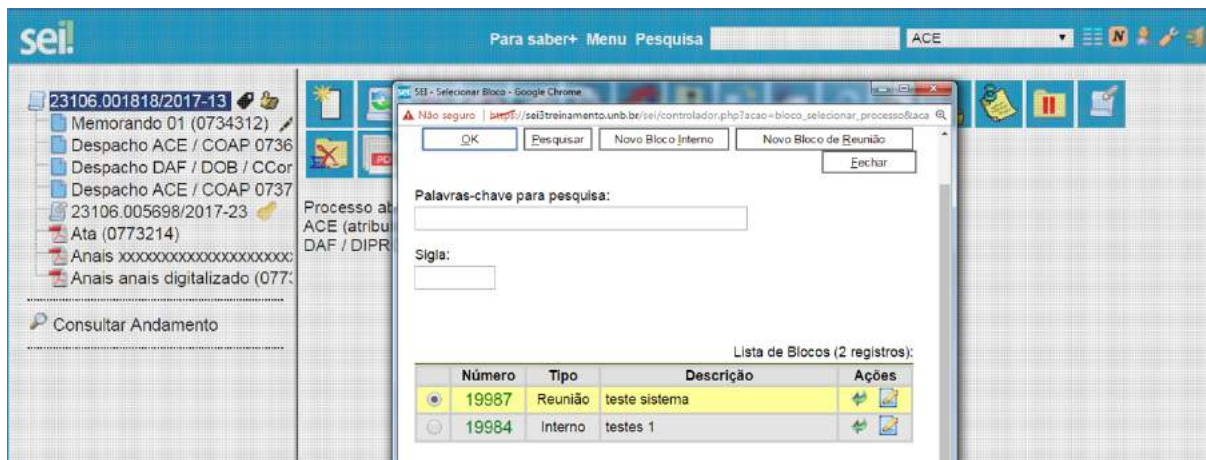 sei!
Para saber+ Menu Pesquisa
ACE
N
23106.001818/2017-13
Memorando 01 (0734312)
Despacho ACE / COAP 0736
Despacho DAF / DOB / CCor
Despacho ACE / COAP 0737
23106.005698/2017-23
Ata (0773214)
Anais
Anais anais digitalizado (0773
Consultar Andamento
Processo ab
ACE (atribu
DAF / DIPR
SEI - Selecionar Bloco - Google Chrome
Não seguro | https://sei3treinamento.unb.br/sei/controlador.php?acao=bloco_selecionar_processo&aca
OK Pesquisar Novo Bloco Interno Novo Bloco de Reunião
Fechar
Palavras-chave para pesquisa:
Sigla:
Lista de Blocos (2 registros):
Número Tipo Descrição Ações
19987 Reunião teste sistema
19984 Interno testes 1